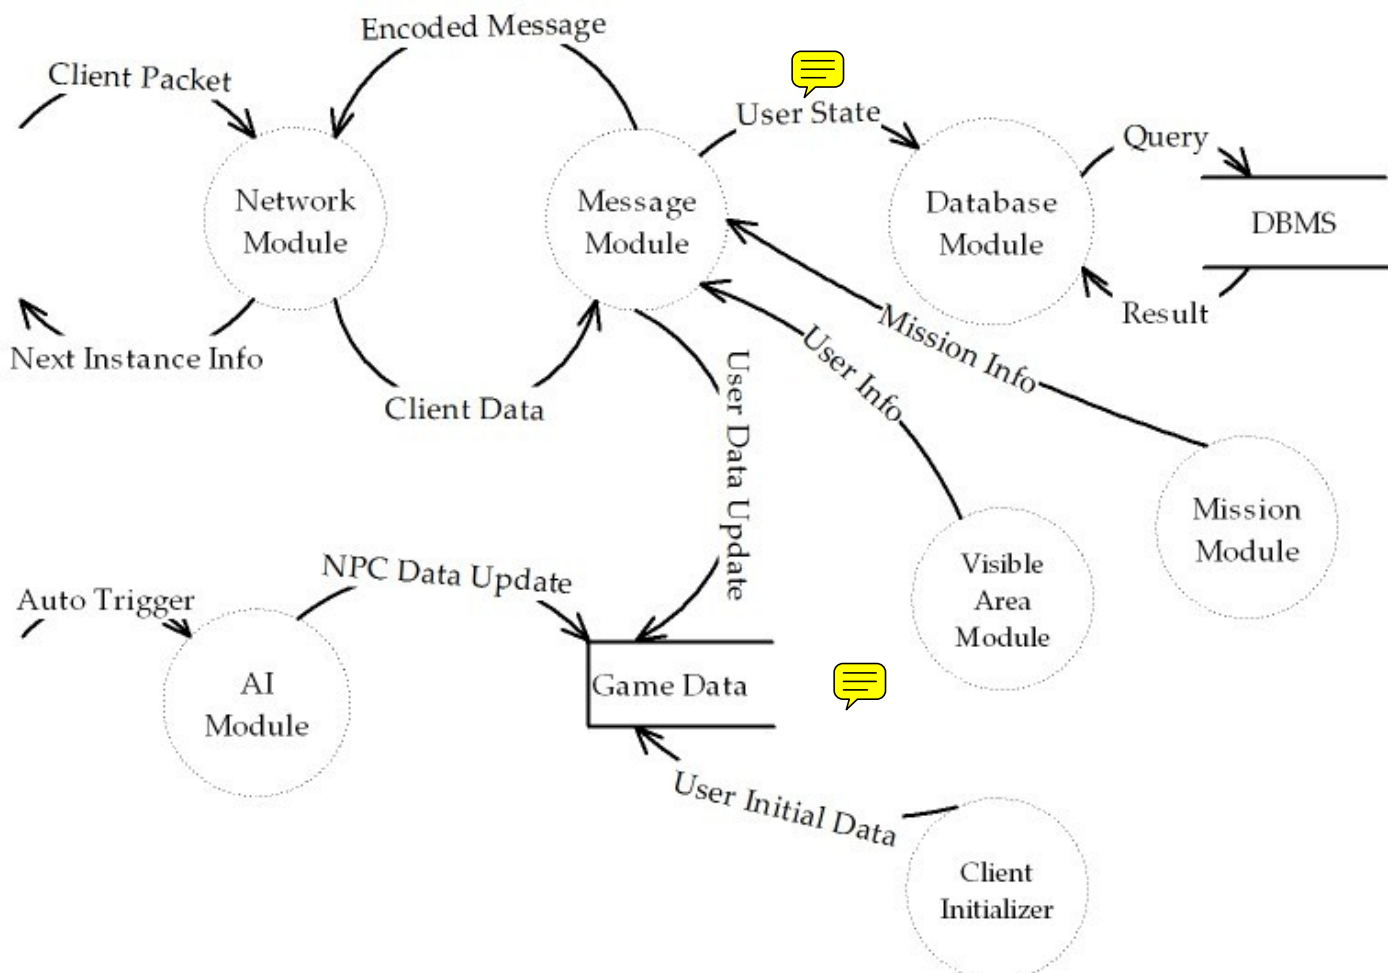 Encoded Message
Client Packet
User State
Query
Network
Module
Message
Module
Database
Module
DBMS
Next Instance Info
Client Data
Mission Info
User Info
Result
User Data Update
Mission
Module
Visible
Area
Module
Auto Trigger
NPC Data Update
AI
Module
Game Data
User Initial Data
Client
Initializer